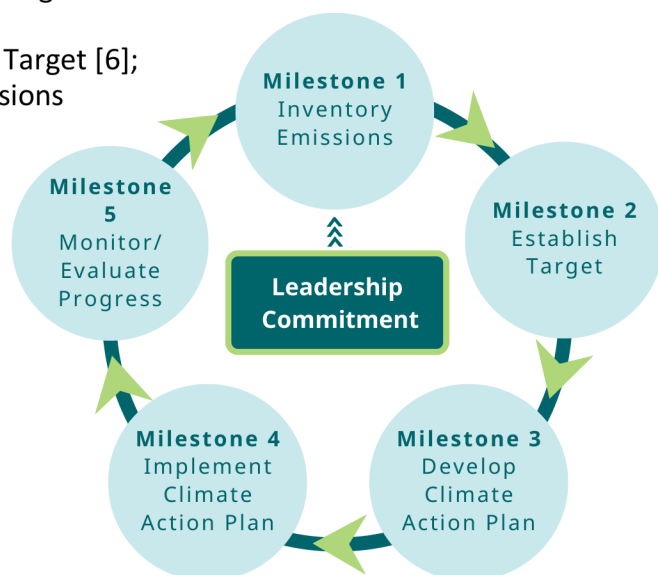 Target [6];
Milestone 1
Inventory
Emissions
Milestone 2
Establish
Target
Milestone 3
Develop
Climate
Action Plan
Milestone 4
Implement
Climate
Action Plan
Milestone
5
Monitor/
Evaluate
Progress
Leadership
Commitment